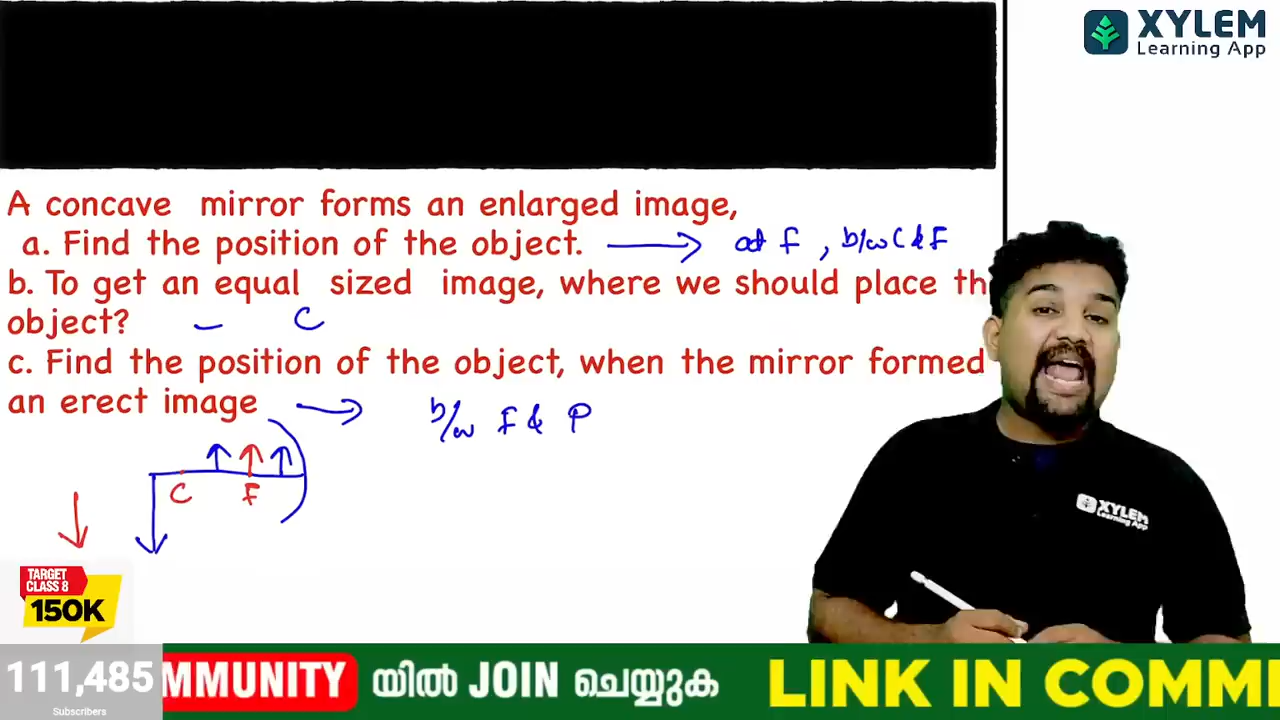 XYLEM
Learning App
A concave mirror forms an enlarged image,
a. Find the position of the object. → at f , b/w C & F
b. To get an equal sized image, where we should place th
object? – C
c. Find the position of the object, when the mirror formed
an erect image → b/w f & P
C F
XYLEM
Learning App
TARGET
CLASS 8
150K
111,485
Subscribers
MMUNITY യിൽ JOIN ചെയ്യുക LINK IN COMM